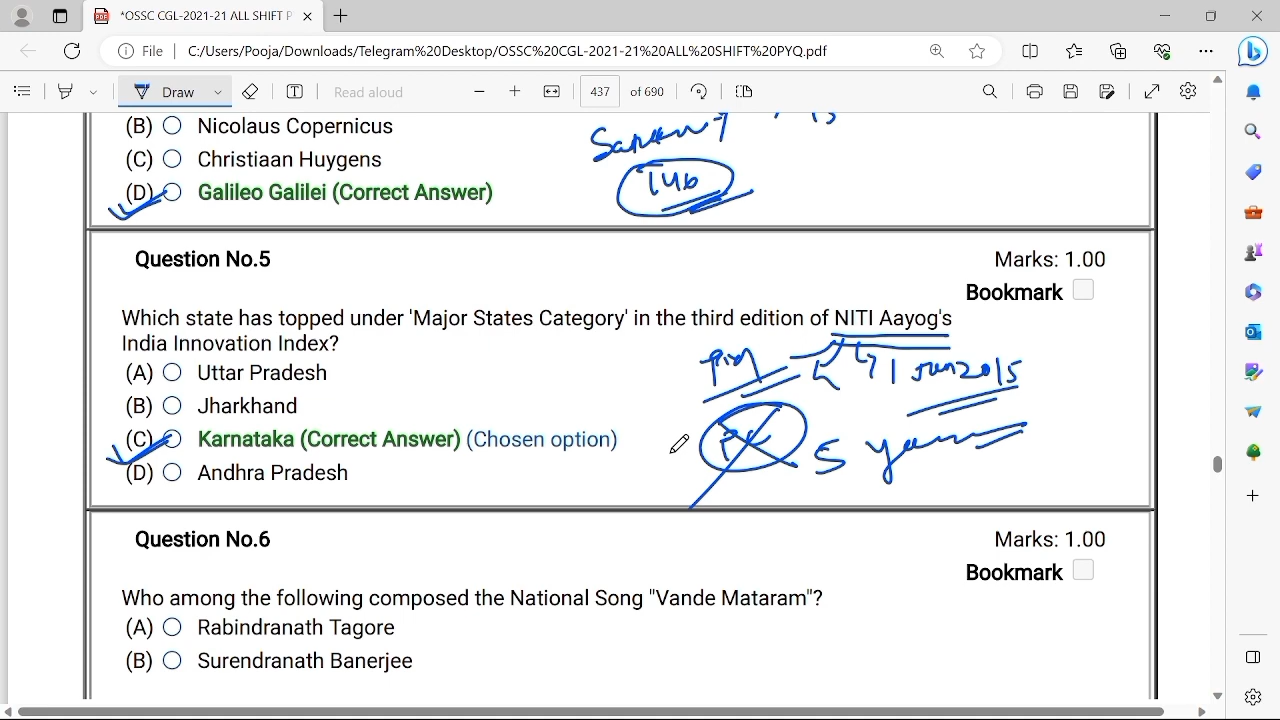 *OSSC CGL-2021-21 ALL SHIFT P
File
C:/Users/Pooja/Downloads/Telegram%20Desktop/OSSC%20CGL-2021-21%20ALL%20SHIFT%20PYQ.pdf
Draw
Read aloud
437 of 690
(B) Nicolaus Copernicus
(C) Christiaan Huygens
(D) Galileo Galilei (Correct Answer)
146
Question No.5 Marks: 1.00
Bookmark
Which state has topped under 'Major States Category' in the third edition of NITI Aayog's
India Innovation Index?
(A) Uttar Pradesh
1 Jan 2015
(B) Jharkhand
(C) Karnataka (Correct Answer) (Chosen option)
5
(D) Andhra Pradesh
Question No.6 Marks: 1.00
Bookmark
Who among the following composed the National Song "Vande Mataram"?
(A) Rabindranath Tagore
(B) Surendranath Banerjee